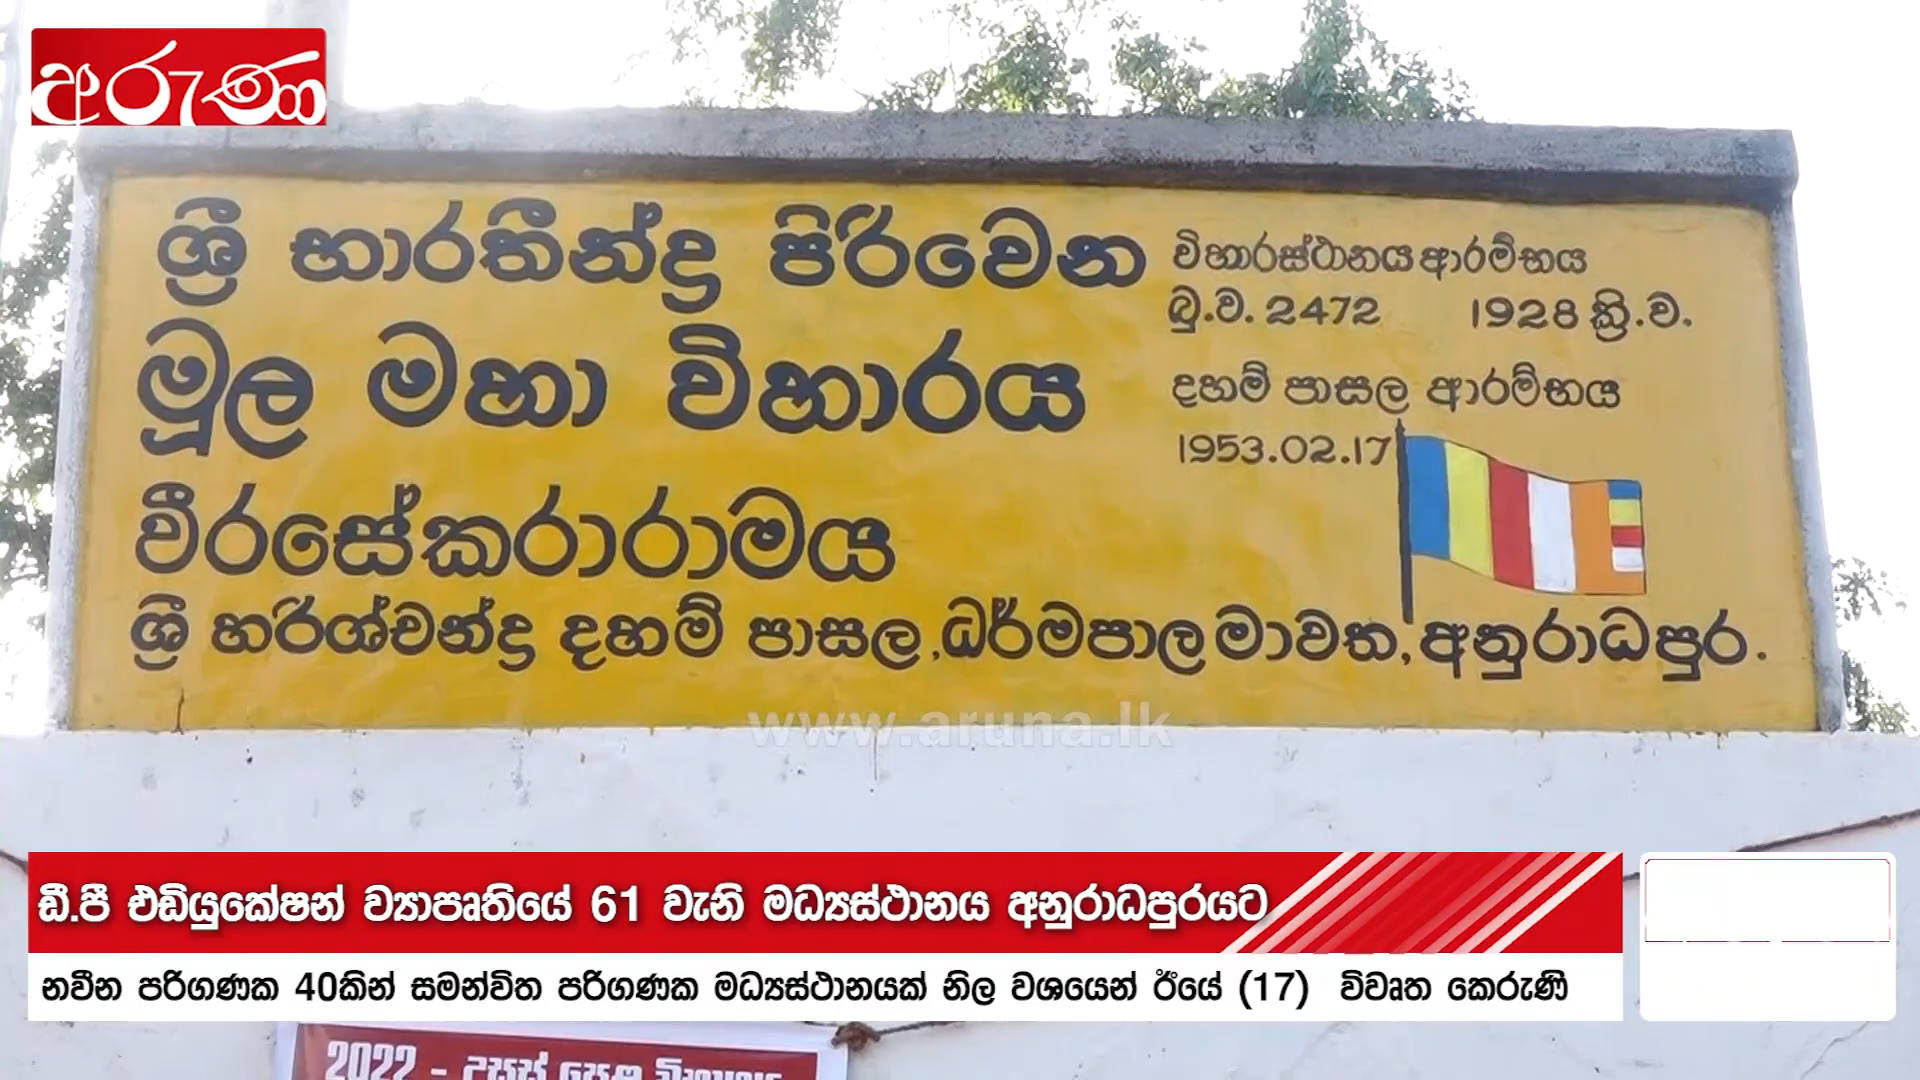 අරුණ
ශ්‍රී භාරතීන්ද්‍ර පිරිවෙන
මූල මහා විහාරය
වීරසේකරාරාමය
ශ්‍රී හරිශ්චන්ද්‍ර දහම් පාසල, ධර්මපාල මාවත, අනුරාධපුර.
විහාරස්ථානය ආරම්භය
බු.ව. 2472 1928 ක්‍රි.ව.
දහම් පාසල ආරම්භය
1953.02.17
www.aruna.lk
ඩී.පී එඩියුකේෂන් ව්‍යාපෘතියේ 61 වැනි මධ්‍යස්ථානය අනුරාධපුරයට
නවීන පරිගණක 40කින් සමන්විත පරිගණක මධ්‍යස්ථානයක් නිල වශයෙන් ඊයේ (17) විවෘත කෙරුණි
2022 - උසස් පෙළ